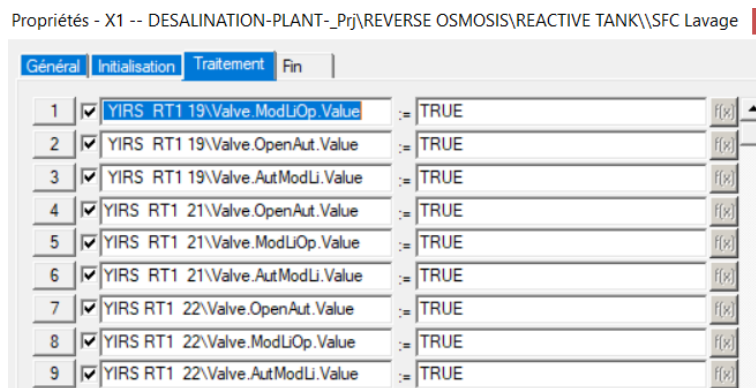 Propriétés - X1 -- DESALINATION-PLANT-_Prj\REVERSE OSMOSIS\REACTIVE TANK\\SFC Lavage
Général Initialisation Traitement Fin
1 YIRS RT1 19\Valve.ModLiOp.Value := TRUE f(x)
2 YIRS RT1 19\Valve.OpenAut.Value := TRUE f(x)
3 YIRS RT1 19\Valve.AutModLi.Value := TRUE f(x)
4 YIRS RT1 21\Valve.OpenAut.Value := TRUE f(x)
5 YIRS RT1 21\Valve.ModLiOp.Value := TRUE f(x)
6 YIRS RT1 21\Valve.AutModLi.Value := TRUE f(x)
7 YIRS RT1 22\Valve.OpenAut.Value := TRUE f(x)
8 YIRS RT1 22\Valve.ModLiOp.Value := TRUE f(x)
9 YIRS RT1 22\Valve.AutModLi.Value := TRUE f(x)